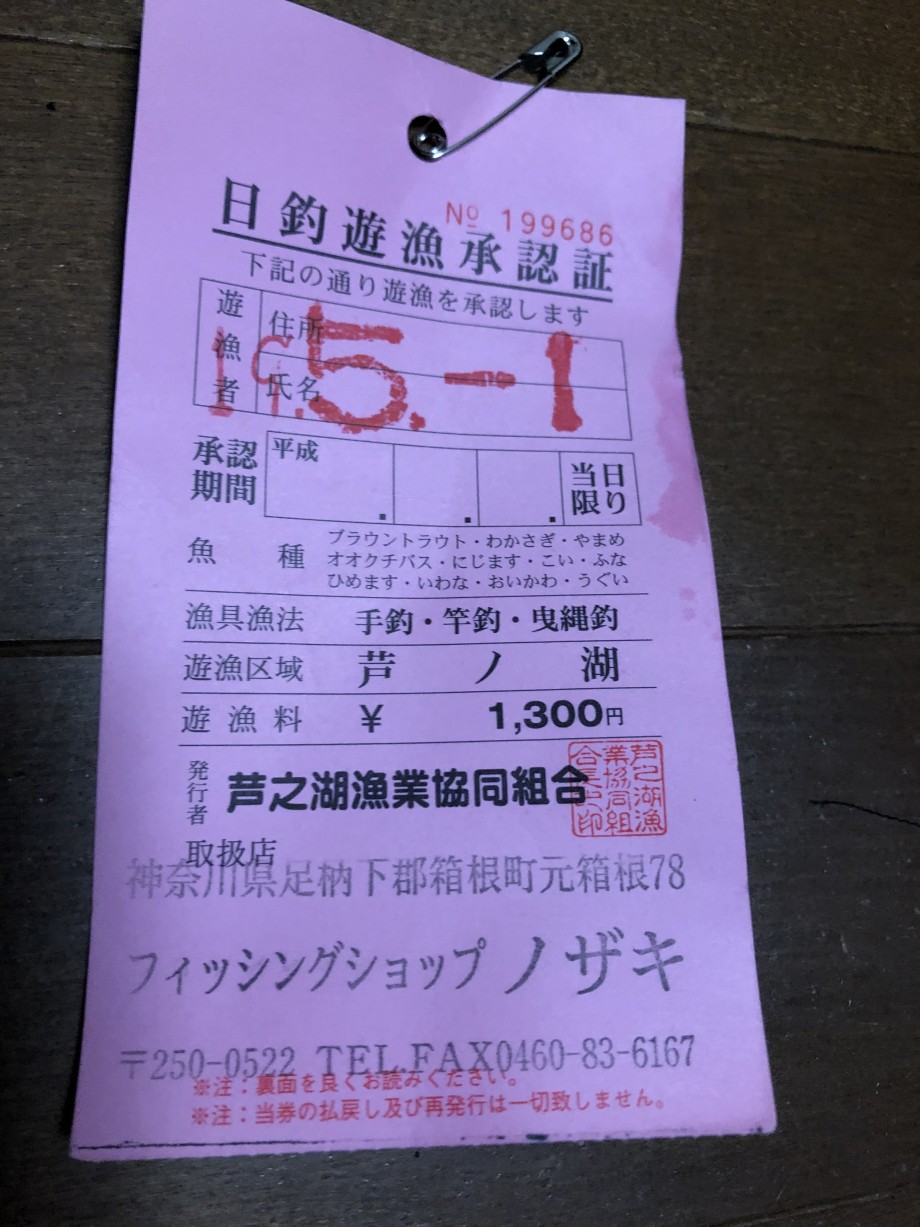 № 199686
日釣遊漁承認証
下記の通り遊漁を承認します
遊漁者
住所
氏名
19.5.-1
承認期間
平成 . . . 当日限り
魚種
ブラウントラウト・わかさぎ・やまめ
オオクチバス・にじます・こい・ふな
ひめます・いわな・おいかわ・うぐい
漁具漁法 手釣・竿釣・曳縄釣
遊漁区域 芦ノ湖
遊漁料 ¥ 1,300円
発行者 芦之湖漁業協同組合
芦之湖漁業協同組合長之印
取扱店
神奈川県足柄下郡箱根町元箱根78
フィッシングショップ ノザキ
〒250-0522 TEL.FAX0460-83-6167
※注：裏面を良くお読みください。
※注：当券の払戻し及び再発行は一切致しません。